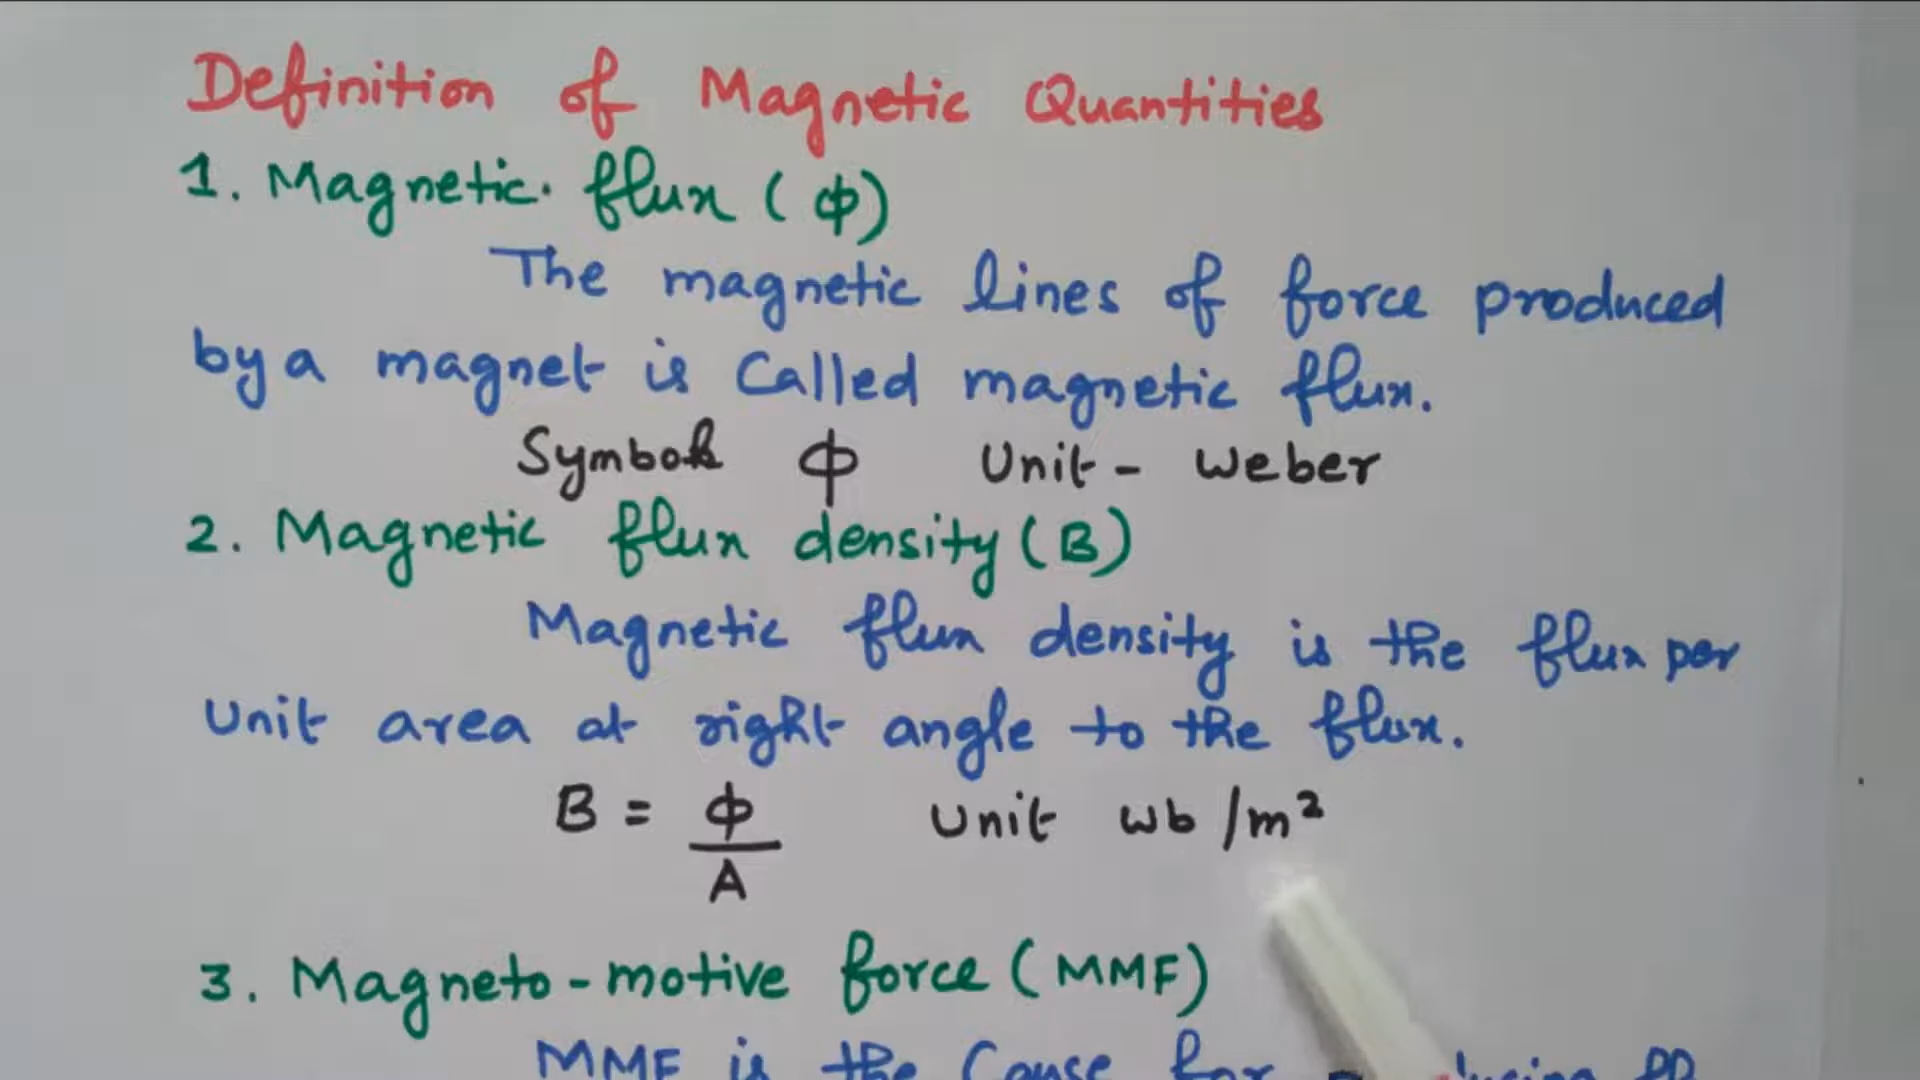 Definition of Magnetic Quantities
1. Magnetic. flux (ϕ)
The magnetic lines of force produced
by a magnet is Called magnetic flux.
Symbol ϕ Unit - Weber
2. Magnetic flux density (B)
Magnetic flux density is the flux per
Unit area at right angle to the flux.
B = ϕ/A Unit wb/m²
3. Magneto-motive force (MMF)
MMF is the Cause for